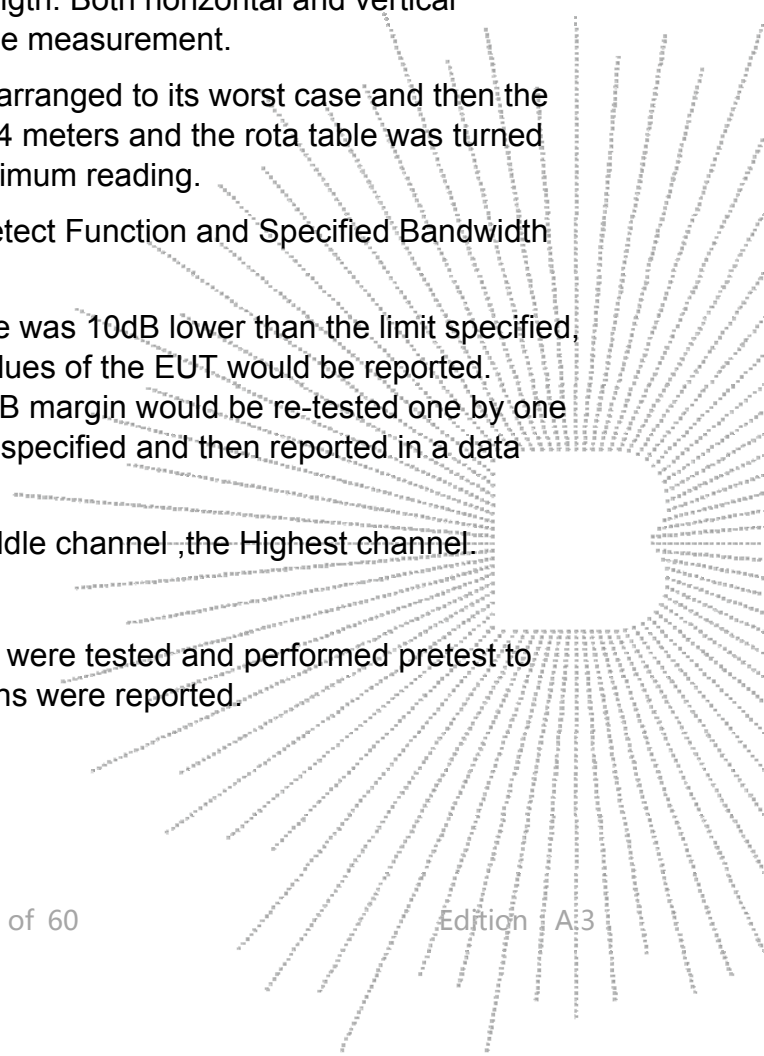 ngth. Both horizontal and vertical
e measurement.
arranged to its worst case and then the
4 meters and the rota table was turned
imum reading.
etect Function and Specified Bandwidth
e was 10dB lower than the limit specified,
lues of the EUT would be reported.
B margin would be re-tested one by one
specified and then reported in a data
ddle channel ,the Highest channel.
were tested and performed pretest to
ns were reported.
of 60 Edition : A.3